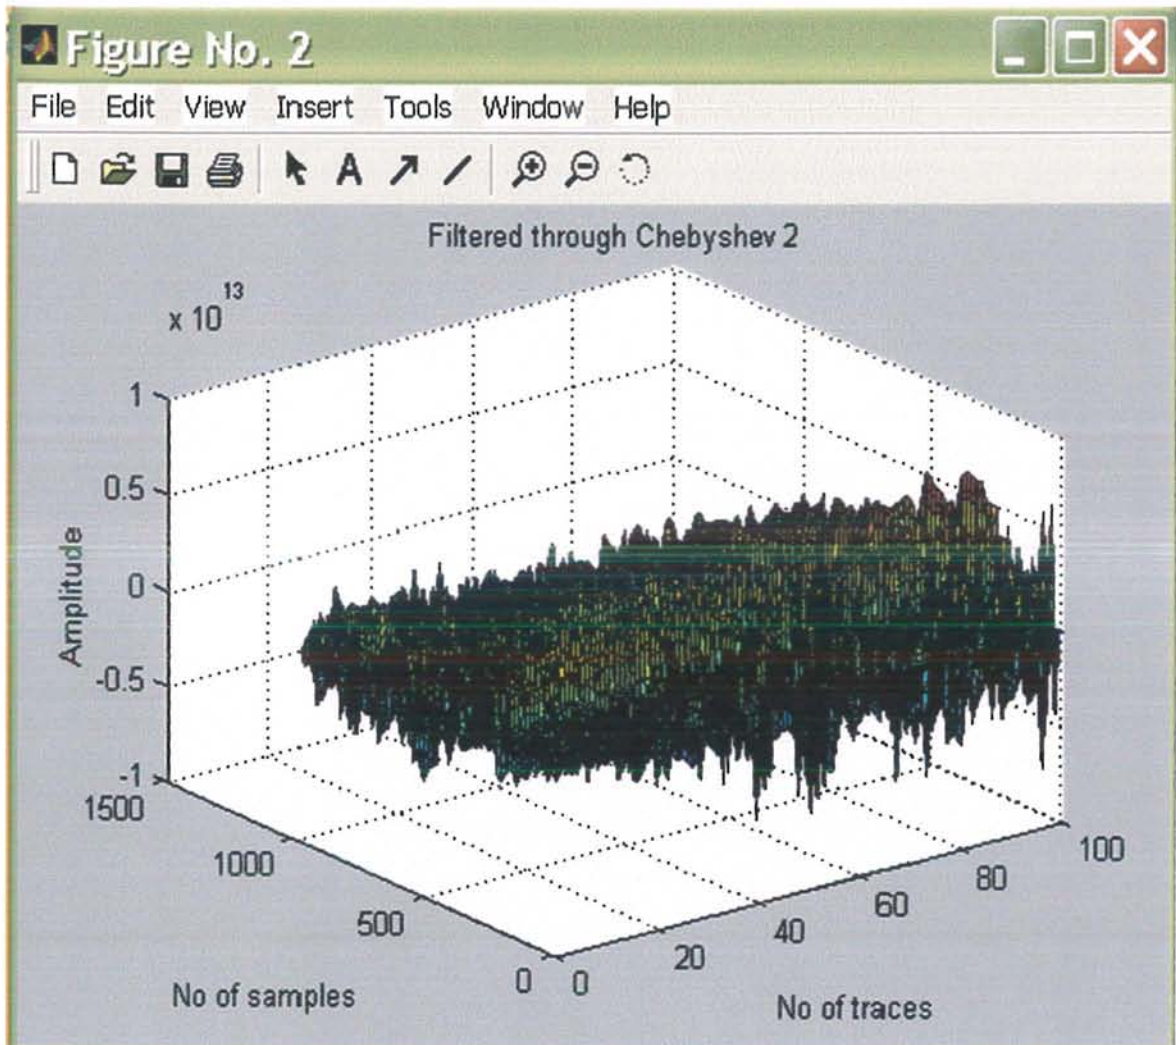 Figure No. 2
File Edit View Insert Tools Window Help
A
Filtered through Chebyshev 2
x 10^13
1
0.5
0
-0.5
-1
Amplitude
1500
1000
500
0
No of samples
0
20
40
60
80
100
No of traces